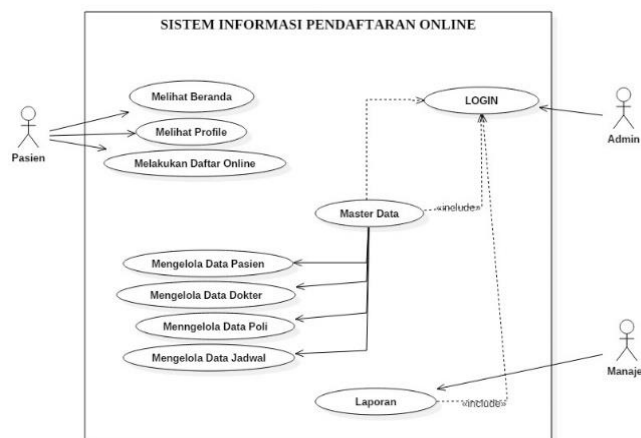 SISTEM INFORMASI PENDAFTARAN ONLINE
Melihat Beranda
LOGIN
Melihat Profile
Admin
Pasien
Melakukan Daftar Online
Master Data
«include»
Mengelola Data Pasien
Mengelola Data Dokter
Menngelola Data Poli
Mengelola Data Jadwal
Manaje
Laporan
«include»